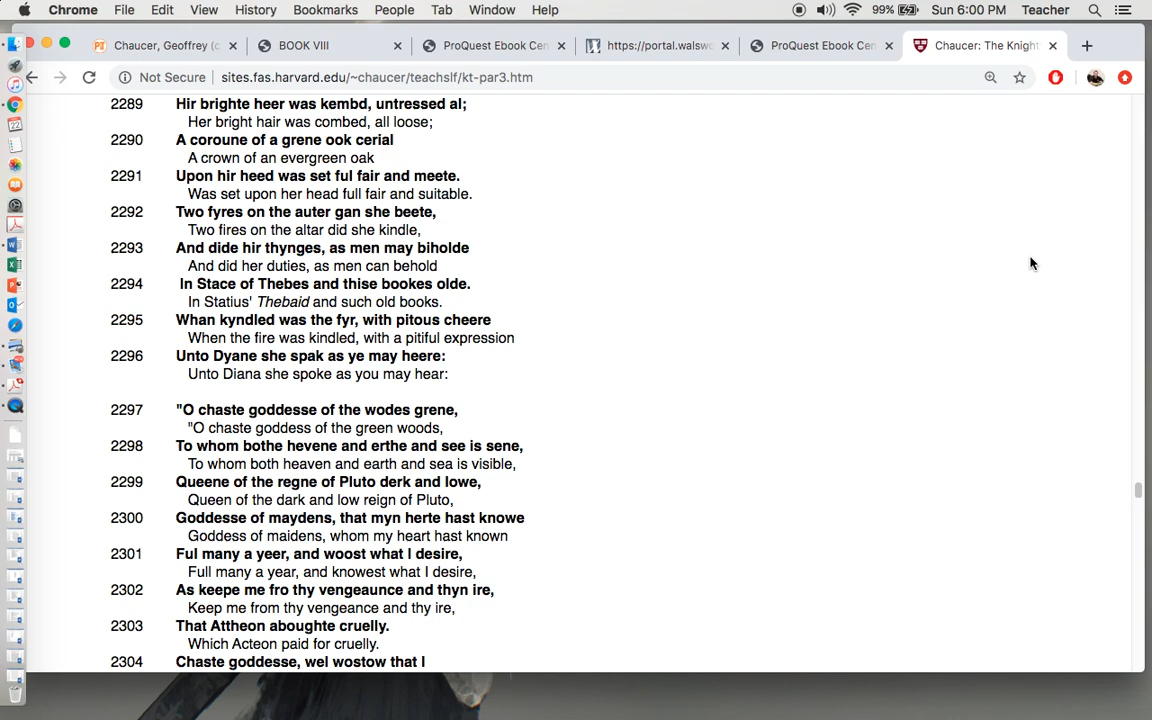 Chrome File Edit View History Bookmarks People Tab Window Help 99% Sun 6:00 PM Teacher
Chaucer, Geoffrey (c BOOK VIII ProQuest Ebook Cen https://portal.walswo ProQuest Ebook Cen Chaucer: The Knigh
Not Secure sites.fas.harvard.edu/~chaucer/teachslf/kt-par3.htm
2289 Hir brighte heer was kembd, untressed al;
Her bright hair was combed, all loose;
2290 A coroune of a grene ook cerial
A crown of an evergreen oak
2291 Upon hir heed was set ful fair and meete.
Was set upon her head full fair and suitable.
2292 Two fyres on the auter gan she beete,
Two fires on the altar did she kindle,
2293 And dide hir thynges, as men may biholde
And did her duties, as men can behold
2294 In Stace of Thebes and thise bookes olde.
In Statius' Thebaid and such old books.
2295 Whan kyndled was the fyr, with pitous cheere
When the fire was kindled, with a pitiful expression
2296 Unto Dyane she spak as ye may heere:
Unto Diana she spoke as you may hear:
2297 "O chaste goddesse of the wodes grene,
"O chaste goddess of the green woods,
2298 To whom bothe hevene and erthe and see is sene,
To whom both heaven and earth and sea is visible,
2299 Queene of the regne of Pluto derk and lowe,
Queen of the dark and low reign of Pluto,
2300 Goddesse of maydens, that myn herte hast knowe
Goddess of maidens, whom my heart hast known
2301 Ful many a yeer, and woost what I desire,
Full many a year, and knowest what I desire,
2302 As keepe me fro thy vengeaunce and thyn ire,
Keep me from thy vengeance and thy ire,
2303 That Attheon aboughte cruelly.
Which Acteon paid for cruelly.
2304 Chaste goddesse, wel wostow that I